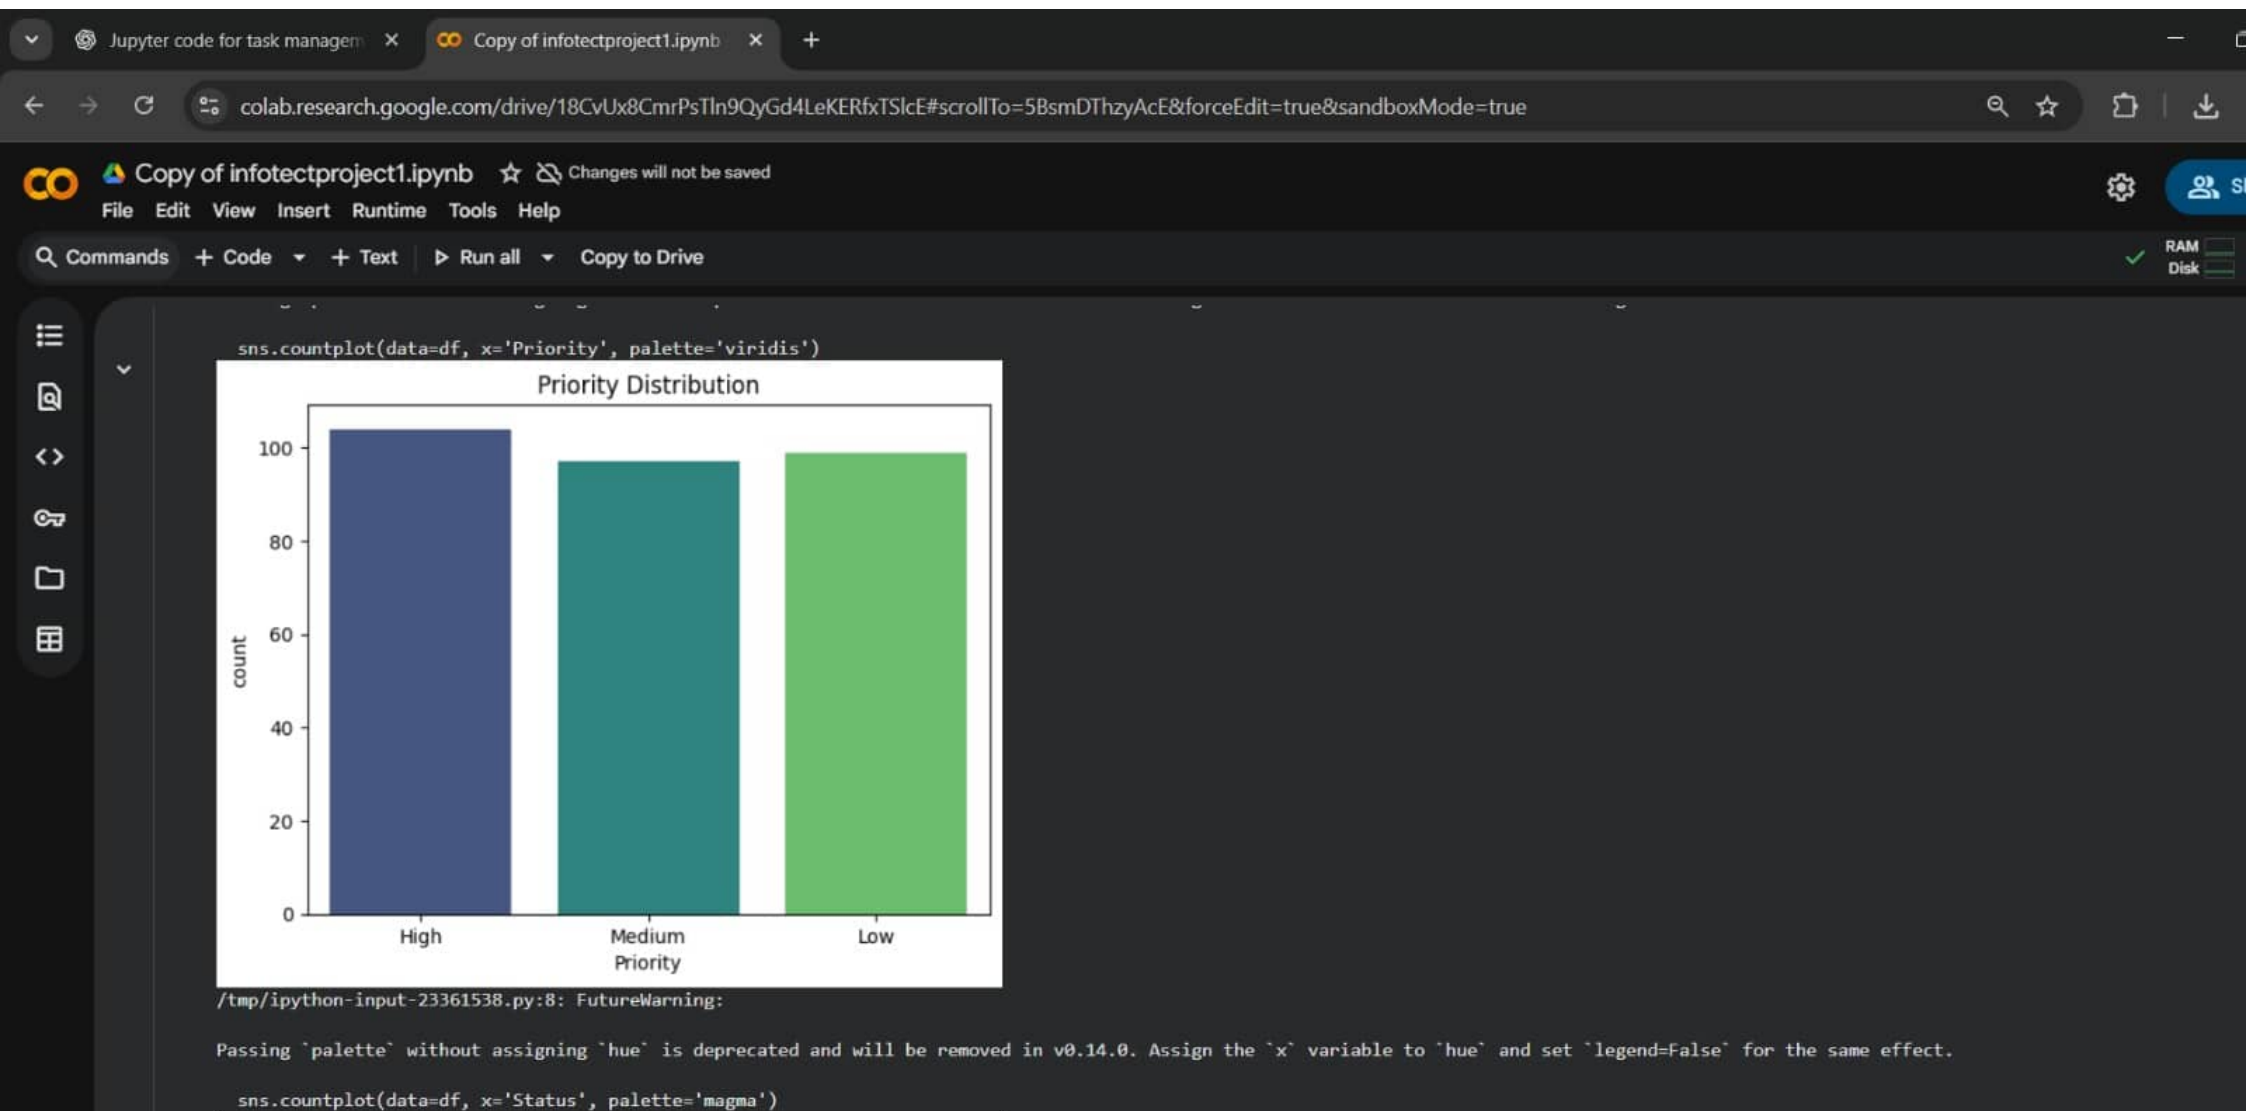 Jupyter code for task managem
Copy of infotectproject1.ipynb
colab.research.google.com/drive/18CvUx8CmrPsTln9QyGd4LeKERfxTSlcE#scrollTo=5BsmDThzyAcE&forceEdit=true&sandboxMode=true
CO Copy of infotectproject1.ipynb Changes will not be saved
File Edit View Insert Runtime Tools Help
Commands + Code + Text Run all Copy to Drive
RAM
Disk
sns.countplot(data=df, x='Priority', palette='viridis')
Priority Distribution
100
80
60
40
20
0
count
High Medium Low
Priority
/tmp/ipython-input-23361538.py:8: FutureWarning:
Passing `palette` without assigning `hue` is deprecated and will be removed in v0.14.0. Assign the `x` variable to `hue` and set `legend=False` for the same effect.
sns.countplot(data=df, x='Status', palette='magma')